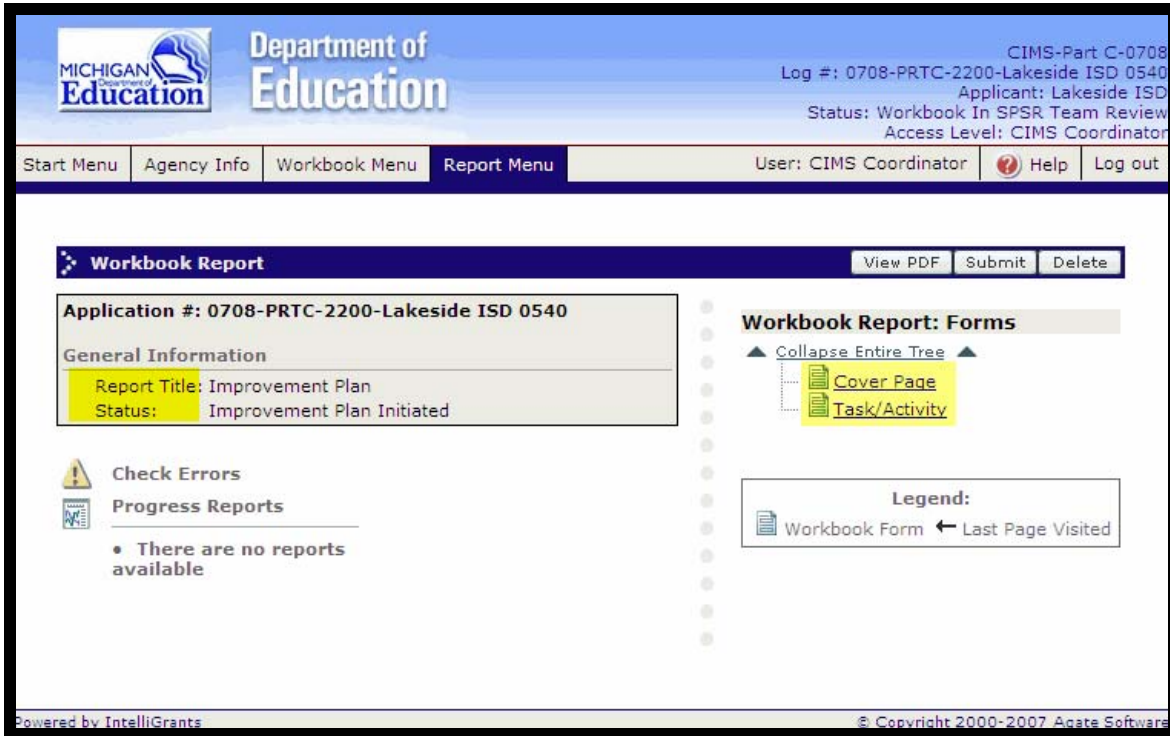 MICHIGAN
Department of
Education
Department of
Education
CIMS-Part C-0708
Log #: 0708-PRTC-2200-Lakeside ISD 0540
Applicant: Lakeside ISD
Status: Workbook In SPSR Team Review
Access Level: CIMS Coordinator
Start Menu Agency Info Workbook Menu Report Menu User: CIMS Coordinator ? Help Log out
Workbook Report View PDF Submit Delete
Application #: 0708-PRTC-2200-Lakeside ISD 0540
General Information
Report Title: Improvement Plan
Status: Improvement Plan Initiated
Check Errors
Progress Reports
• There are no reports
available
Workbook Report: Forms
Collapse Entire Tree
Cover Page
Task/Activity
Legend:
Workbook Form Last Page Visited
Powered by IntelliGrants © Copyright 2000-2007 Agate Software